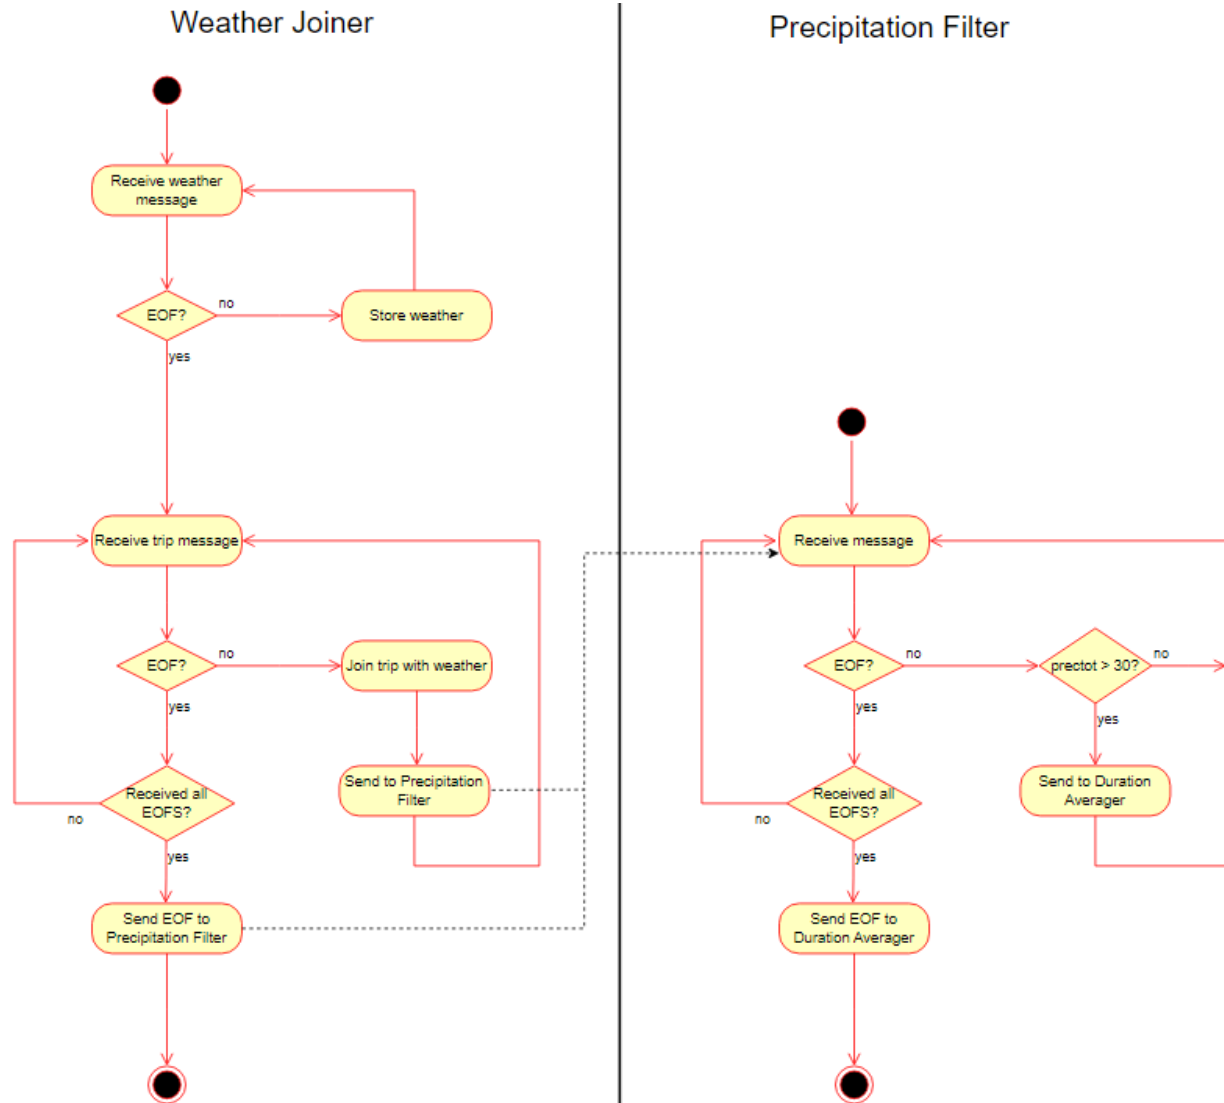 Weather Joiner
Precipitation Filter
Receive weather
message
EOF?
no
Store weather
yes
Receive trip message
EOF?
no
Join trip with weather
yes
Send to Precipitation
Filter
Received all
EOFS?
no
yes
Send EOF to
Precipitation Filter
Receive message
EOF?
no
prectot > 30?
no
yes
yes
Send to Duration
Averager
Received all
EOFS?
no
yes
Send EOF to
Duration Averager